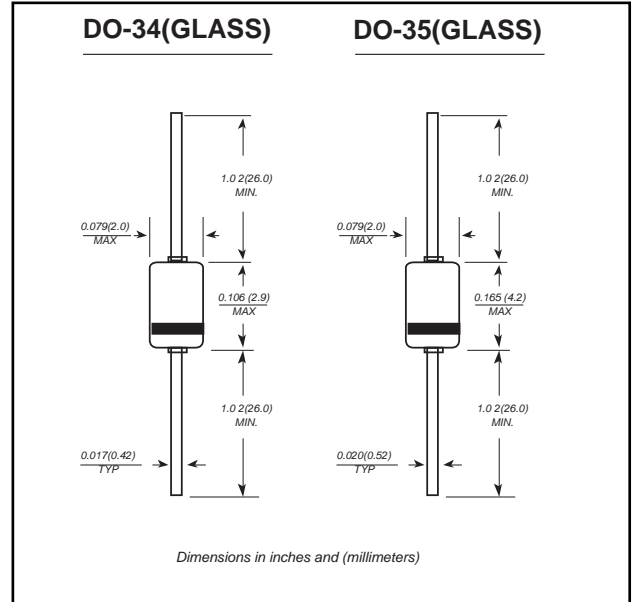 DO-34(GLASS)
DO-35(GLASS)
1.0 2(26.0)
MIN.
0.079(2.0)
MAX
0.106 (2.9)
MAX
1.0 2(26.0)
MIN.
0.017(0.42)
TYP
1.0 2(26.0)
MIN.
0.079(2.0)
MAX
0.165 (4.2)
MAX
1.0 2(26.0)
MIN.
0.020(0.52)
TYP
Dimensions in inches and (millimeters)